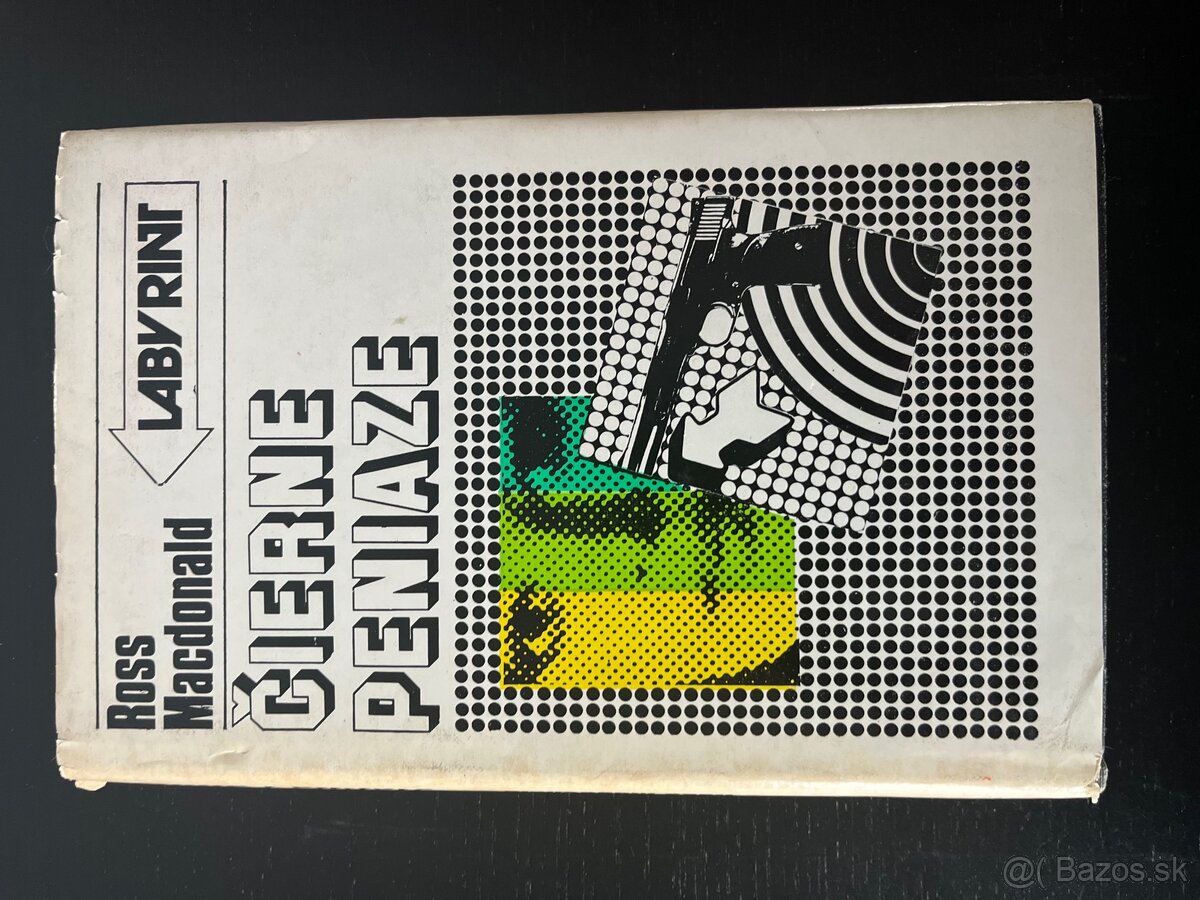 Ross
Macdonald
LABYRINT
ČIERNE
PENIAZE
@( Bazos.sk